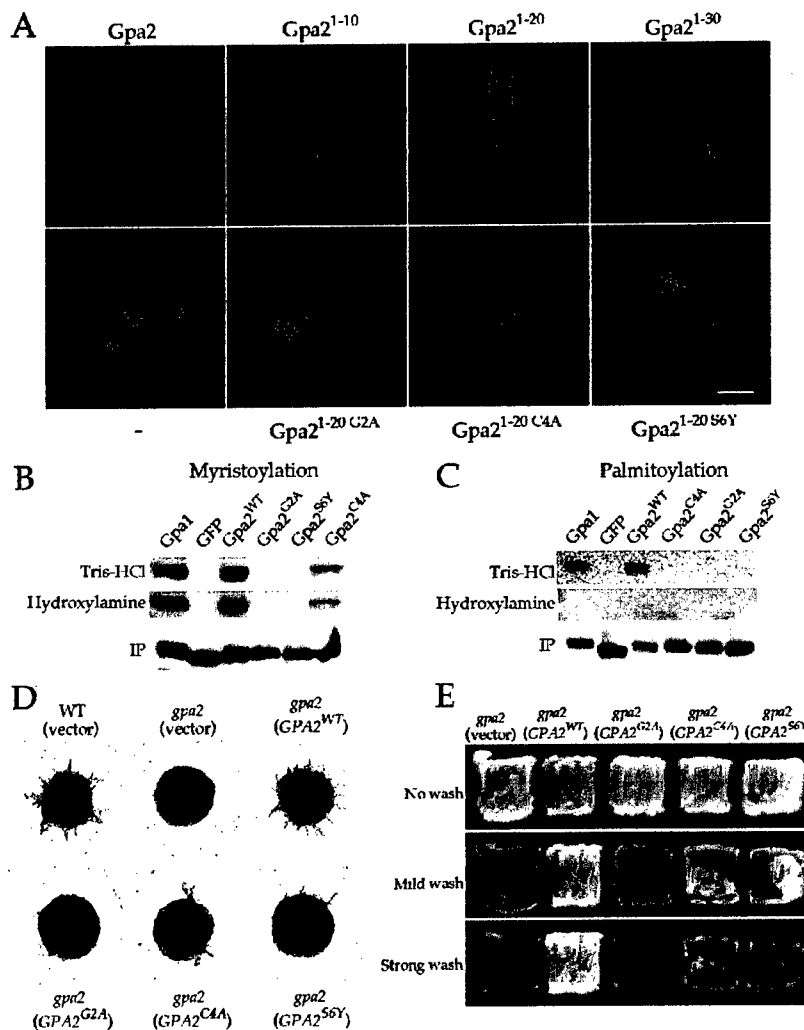 A
Gpa2 Gpa2^1-10 Gpa2^1-20 Gpa2^1-30
- Gpa2^1-20 G2A Gpa2^1-20 C4A Gpa2^1-20 S6Y
B Myristoylation
Gpa1 GFP Gpa2^WT Gpa2^G2A Gpa2^S6Y Gpa2^C4A
Tris-HCl
Hydroxylamine
IP
C Palmitoylation
Gpa1 GFP Gpa2^WT Gpa2^C4A Gpa2^G2A Gpa2^S6Y
Tris-HCl
Hydroxylamine
IP
D
WT gpa2 gpa2
(vector) (vector) (GPA2^WT)
gpa2 gpa2 gpa2
(GPA2^G2A) (GPA2^C4A) (GPA2^S6Y)
E
gpa2 gpa2 gpa2 gpa2 gpa2
(vector) (GPA2^WT) (GPA2^G2A) (GPA2^C4A) (GPA2^S6Y)
No wash
Mild wash
Strong wash